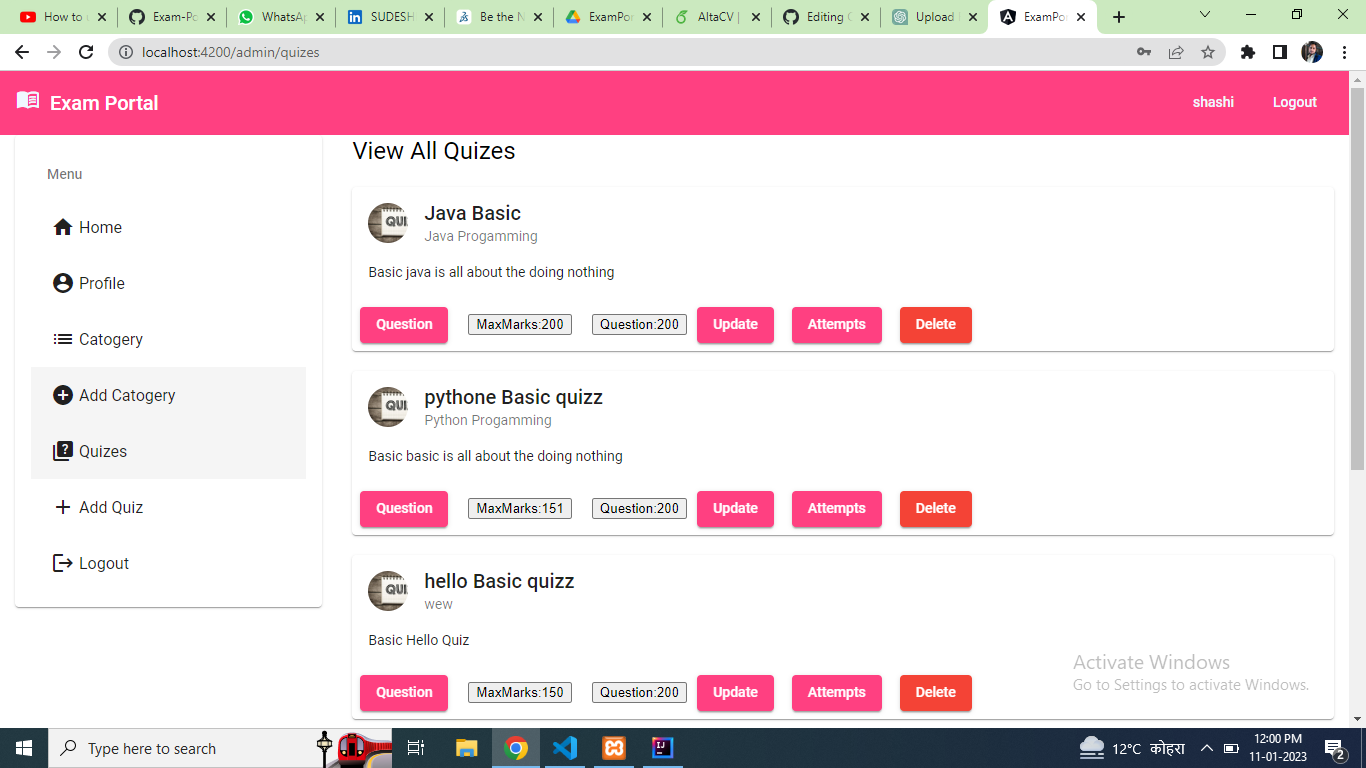 How to u
Exam-Po
WhatsAp
SUDESH
Be the N
ExamPor
AltaCV |
Editing C
Upload
ExamPo
localhost:4200/admin/quizes
Exam Portal
shashi
Logout
Menu
Home
Profile
Catogery
Add Catogery
Quizes
Add Quiz
Logout
View All Quizes
QUI
Java Basic
Java Progamming
Basic java is all about the doing nothing
Question
MaxMarks:200
Question:200
Update
Attempts
Delete
QUI
pythone Basic quizz
Python Progamming
Basic basic is all about the doing nothing
Question
MaxMarks:151
Question:200
Update
Attempts
Delete
QUI
hello Basic quizz
wew
Basic Hello Quiz
Question
MaxMarks:150
Question:200
Update
Attempts
Delete
Activate Windows
Go to Settings to activate Windows.
Type here to search
12°C कोहरा
12:00 PM
11-01-2023
2